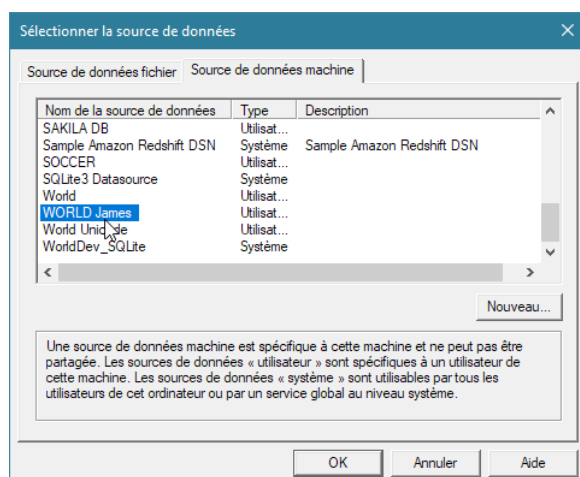 Sélectionner la source de données
Source de données fichier Source de données machine
Nom de la source de données Type Description
SAKILA DB Utilisat...
Sample Amazon Redshift DSN Système Sample Amazon Redshift DSN
SOCCER Utilisat...
SQLite3 Datasource Système
World Utilisat...
WORLD James Utilisat...
World Utilisat...
WorldDev_SQLite Système
Nouveau...
Une source de données machine est spécifique à cette machine et ne peut pas être
partagée. Les sources de données « utilisateur » sont spécifiques à un utilisateur de
cette machine. Les sources de données « système » sont utilisables par tous les
utilisateurs de cet ordinateur ou par un service global au niveau système.
OK Annuler Aide